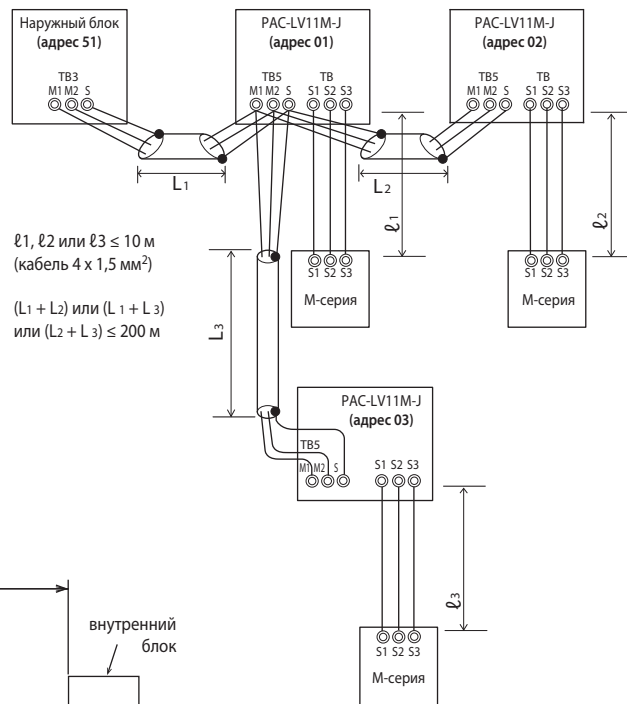 Наружный блок
(адрес 51)
TB3
M1 M2 S
PAC-LV11M-J
(адрес 01)
TB5 TB
M1 M2 S S1 S2 S3
PAC-LV11M-J
(адрес 02)
TB5 TB
M1 M2 S S1 S2 S3
L1
L2
ℓ1
ℓ2
ℓ1, ℓ2 или ℓ3 ≤ 10 м
(кабель 4 x 1,5 мм²)
(L1 + L2) или (L 1 + L 3)
или (L2 + L 3) ≤ 200 м
S1 S2 S3
М-серия
S1 S2 S3
М-серия
L3
PAC-LV11M-J
(адрес 03)
TB5
M1 M2 S S1 S2 S3
ℓ3
внутренний
блок
S1 S2 S3
М-серия